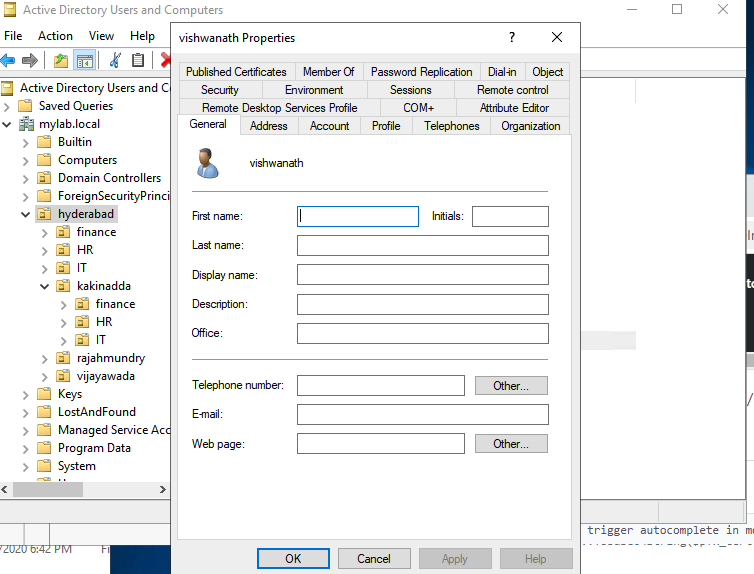 Active Directory Users and Computers
File Action View Help
Active Directory Users and C
Saved Queries
mylab.local
Builtin
Computers
Domain Controllers
ForeignSecurityPrinci
hyderabad
finance
HR
IT
kakinadda
finance
HR
IT
rajahmundry
vijayawada
Keys
LostAndFound
Managed Service Acc
Program Data
System
vishwanath Properties
Published Certificates Member Of Password Replication Dial-in Object
Security Environment Sessions Remote control
Remote Desktop Services Profile COM+ Attribute Editor
General Address Account Profile Telephones Organization
vishwanath
First name: Initials:
Last name:
Display name:
Description:
Office:
Telephone number: Other...
E-mail:
Web page: Other...
OK Cancel Apply Help
/2020 6:42 PM Fi
trigger autocomplete in mo